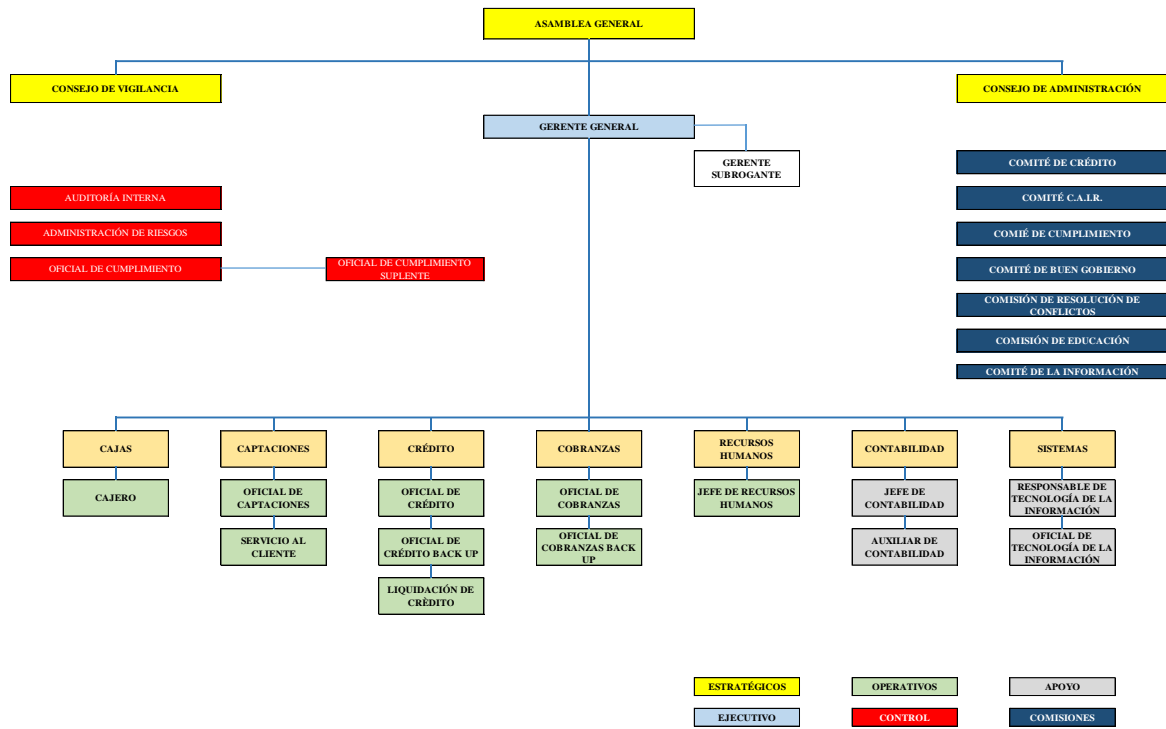 ASAMBLEA GENERAL
CONSEJO DE VIGILANCIA
CONSEJO DE ADMINISTRACIÓN
GERENTE GENERAL
GERENTE
SUBROGANTE
COMITÉ DE CRÉDITO
AUDITORÍA INTERNA
COMITÉ C.A.I.R.
ADMINISTRACIÓN DE RIESGOS
COMIÉ DE CUMPLIMIENTO
OFICIAL DE CUMPLIMIENTO
OFICIAL DE CUMPLIMIENTO
SUPLENTE
COMITÉ DE BUEN GOBIERNO
COMISIÓN DE RESOLUCIÓN DE
CONFLICTOS
COMISIÓN DE EDUCACIÓN
COMITÉ DE LA INFORMACIÓN
CAJAS
CAPTACIONES
CRÉDITO
COBRANZAS
RECURSOS
HUMANOS
CONTABILIDAD
SISTEMAS
CAJERO
OFICIAL DE
CAPTACIONES
OFICIAL DE
CRÉDITO
OFICIAL DE
COBRANZAS
JEFE DE RECURSOS
HUMANOS
JEFE DE
CONTABILIDAD
RESPONSABLE DE
TECNOLOGÍA DE LA
INFORMACIÓN
SERVICIO AL
CLIENTE
OFICIAL DE
CRÉDITO BACK UP
OFICIAL DE
COBRANZAS BACK
UP
AUXILIAR DE
CONTABILIDAD
OFICIAL DE
TECNOLOGÍA DE LA
INFORMACIÓN
LIQUIDACIÓN DE
CRÈDITO
ESTRATÉGICOS
OPERATIVOS
APOYO
EJECUTIVO
CONTROL
COMISIONES